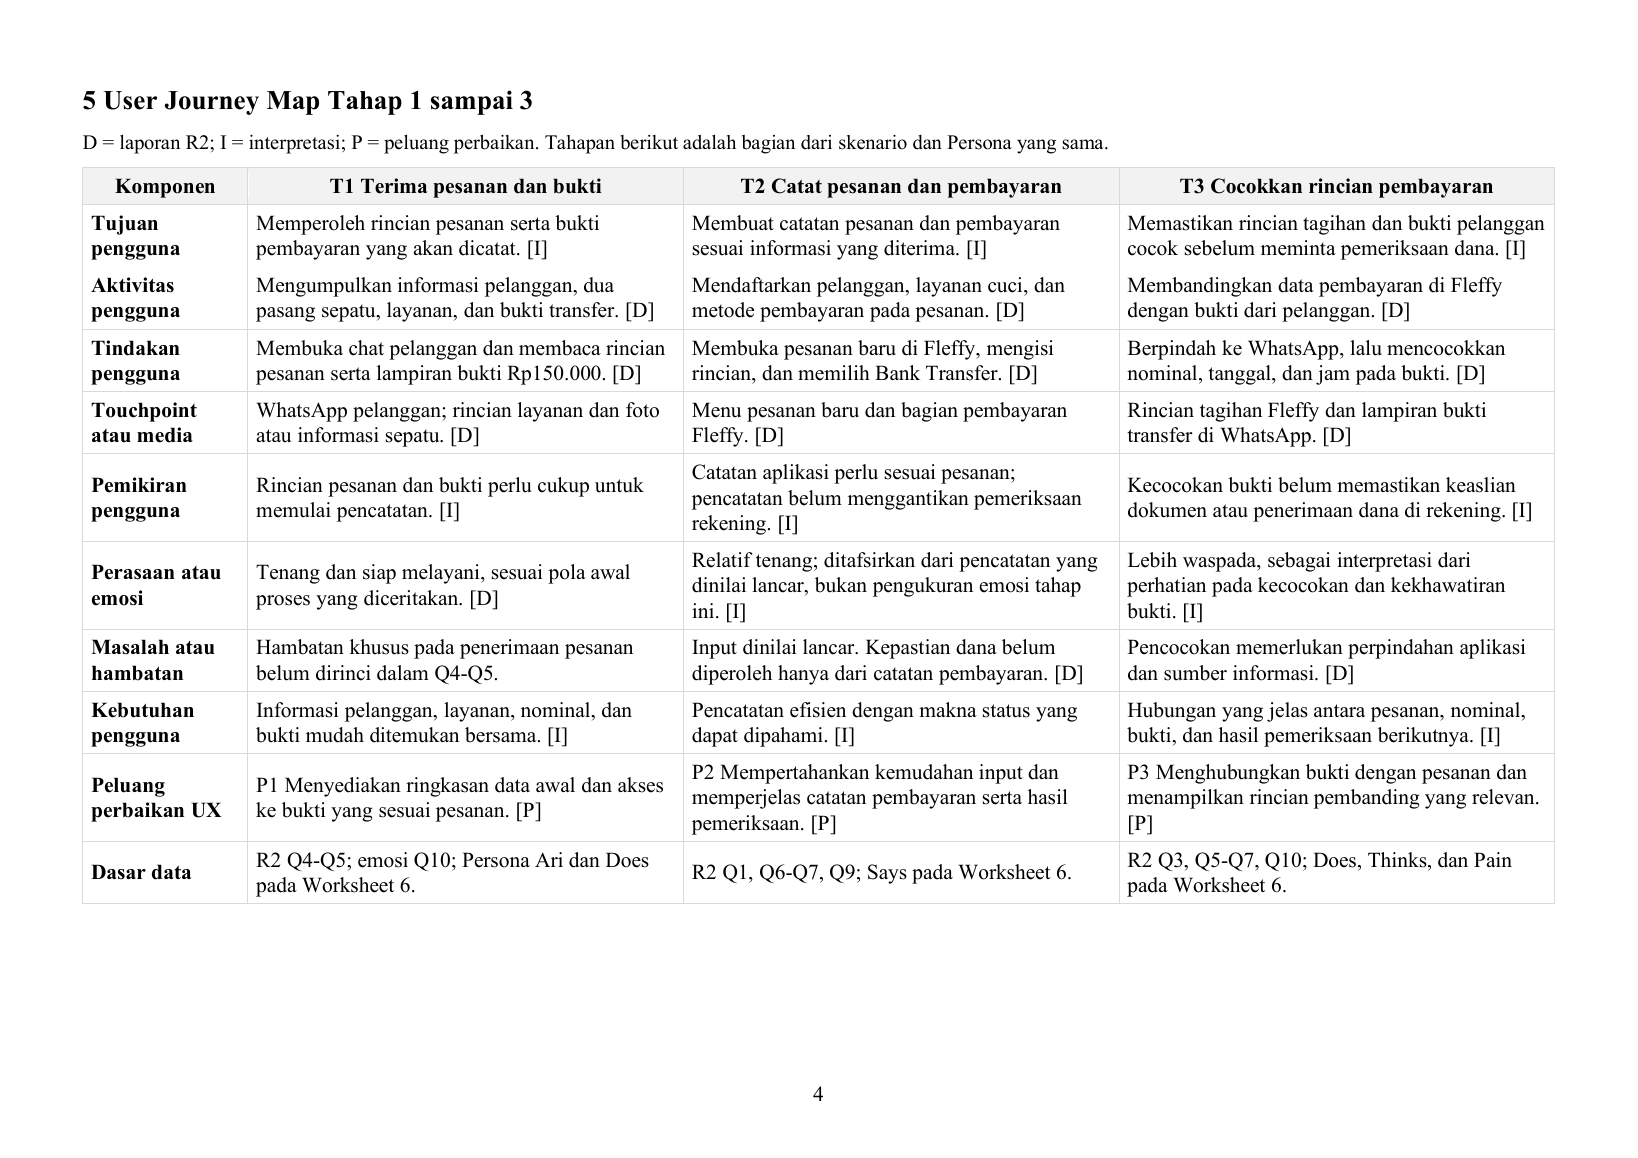 5 User Journey Map Tahap 1 sampai 3
D = laporan R2; I = interpretasi; P = peluang perbaikan. Tahapan berikut adalah bagian dari skenario dan Persona yang sama.
Komponen
T1 Terima pesanan dan bukti
T2 Catat pesanan dan pembayaran
T3 Cocokkan rincian pembayaran
Tujuan
pengguna
Memperoleh rincian pesanan serta bukti
pembayaran yang akan dicatat. [I]
Membuat catatan pesanan dan pembayaran
sesuai informasi yang diterima. [I]
Memastikan rincian tagihan dan bukti pelanggan
cocok sebelum meminta pemeriksaan dana. [I]
Aktivitas
pengguna
Mengumpulkan informasi pelanggan, dua
pasang sepatu, layanan, dan bukti transfer. [D]
Mendaftarkan pelanggan, layanan cuci, dan
metode pembayaran pada pesanan. [D]
Membandingkan data pembayaran di Fleffy
dengan bukti dari pelanggan. [D]
Tindakan
pengguna
Membuka chat pelanggan dan membaca rincian
pesanan serta lampiran bukti Rp150.000. [D]
Membuka pesanan baru di Fleffy, mengisi
rincian, dan memilih Bank Transfer. [D]
Berpindah ke WhatsApp, lalu mencocokkan
nominal, tanggal, dan jam pada bukti. [D]
Touchpoint
atau media
WhatsApp pelanggan; rincian layanan dan foto
atau informasi sepatu. [D]
Menu pesanan baru dan bagian pembayaran
Fleffy. [D]
Rincian tagihan Fleffy dan lampiran bukti
transfer di WhatsApp. [D]
Pemikiran
pengguna
Rincian pesanan dan bukti perlu cukup untuk
memulai pencatatan. [I]
Catatan aplikasi perlu sesuai pesanan;
pencatatan belum menggantikan pemeriksaan
rekening. [I]
Kecocokan bukti belum memastikan keaslian
dokumen atau penerimaan dana di rekening. [I]
Perasaan atau
emosi
Tenang dan siap melayani, sesuai pola awal
proses yang diceritakan. [D]
Relatif tenang; ditafsirkan dari pencatatan yang
dinilai lancar, bukan pengukuran emosi tahap
ini. [I]
Lebih waspada, sebagai interpretasi dari
perhatian pada kecocokan dan kekhawatiran
bukti. [I]
Masalah atau
hambatan
Hambatan khusus pada penerimaan pesanan
belum dirinci dalam Q4-Q5.
Input dinilai lancar. Kepastian dana belum
diperoleh hanya dari catatan pembayaran. [D]
Pencocokan memerlukan perpindahan aplikasi
dan sumber informasi. [D]
Kebutuhan
pengguna
Informasi pelanggan, layanan, nominal, dan
bukti mudah ditemukan bersama. [I]
Pencatatan efisien dengan makna status yang
dapat dipahami. [I]
Hubungan yang jelas antara pesanan, nominal,
bukti, dan hasil pemeriksaan berikutnya. [I]
Peluang
perbaikan UX
P1 Menyediakan ringkasan data awal dan akses
ke bukti yang sesuai pesanan. [P]
P2 Mempertahankan kemudahan input dan
memperjelas catatan pembayaran serta hasil
pemeriksaan. [P]
P3 Menghubungkan bukti dengan pesanan dan
menampilkan rincian pembanding yang relevan.
[P]
Dasar data
R2 Q4-Q5; emosi Q10; Persona Ari dan Does
pada Worksheet 6.
R2 Q1, Q6-Q7, Q9; Says pada Worksheet 6.
R2 Q3, Q5-Q7, Q10; Does, Thinks, dan Pain
pada Worksheet 6.
4